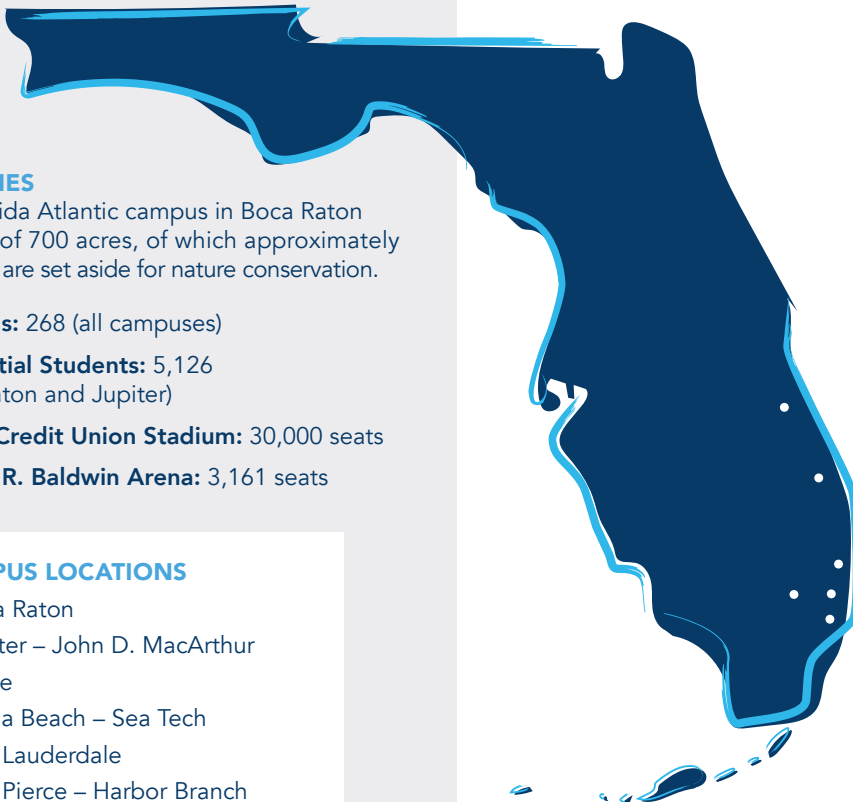 IES
ida Atlantic campus in Boca Raton
of 700 acres, of which approximately
are set aside for nature conservation.
s: 268 (all campuses)
tial Students: 5,126
ton and Jupiter)
Credit Union Stadium: 30,000 seats
R. Baldwin Arena: 3,161 seats
PUS LOCATIONS
a Raton
ter – John D. MacArthur
e
a Beach – Sea Tech
Lauderdale
Pierce – Harbor Branch